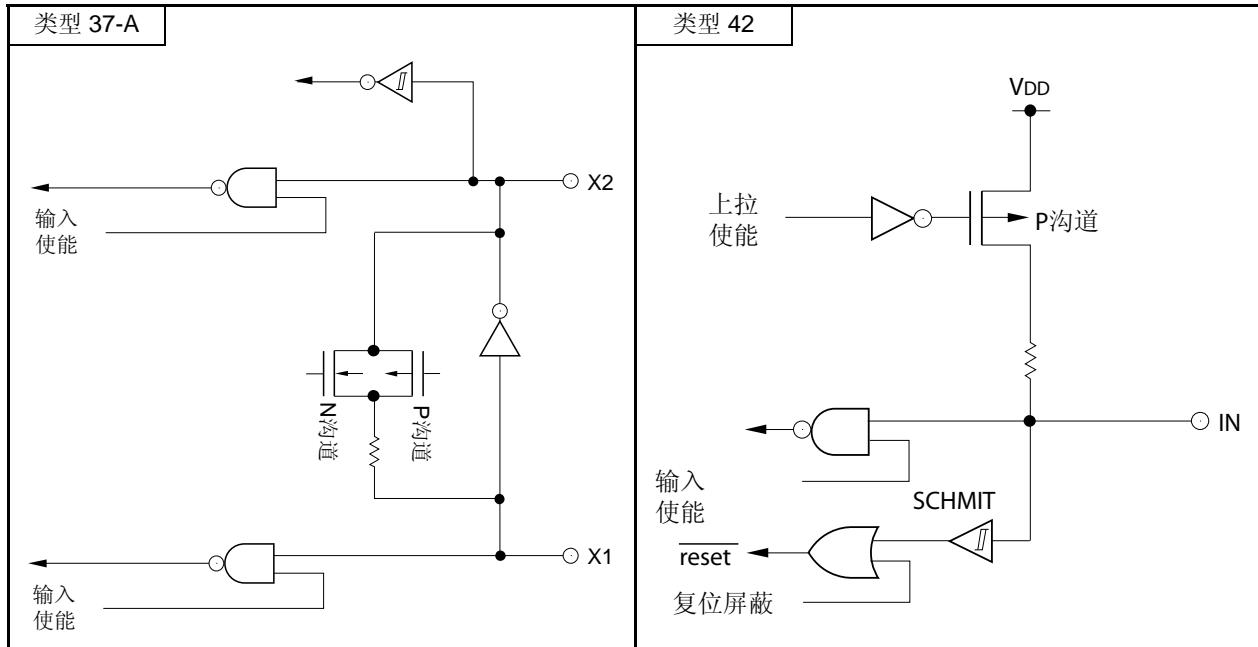 类型 37-A
X2
输入
使能
N沟道
P沟道
X1
输入
使能
类型 42
VDD
上拉
使能
P沟道
IN
输入
使能
SCHMIT
reset
复位屏蔽